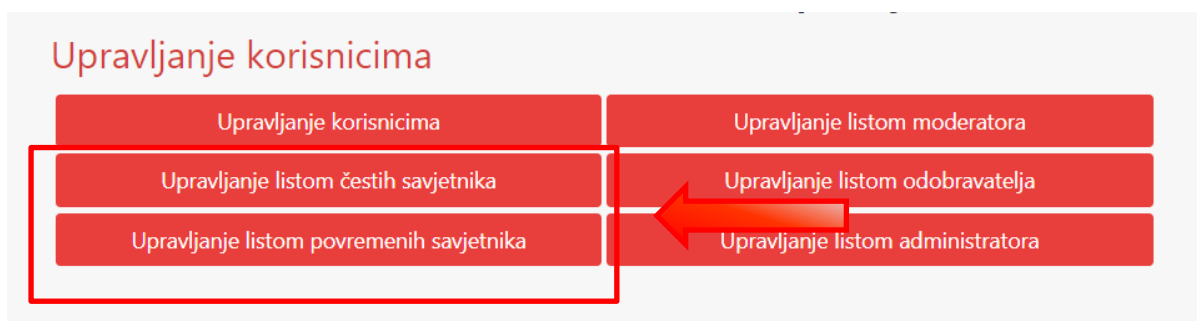 Upravljanje korisnicima
Upravljanje korisnicima
Upravljanje listom moderatora
Upravljanje listom čestih savjetnika
Upravljanje listom odobravatelja
Upravljanje listom povremenih savjetnika
Upravljanje listom administratora